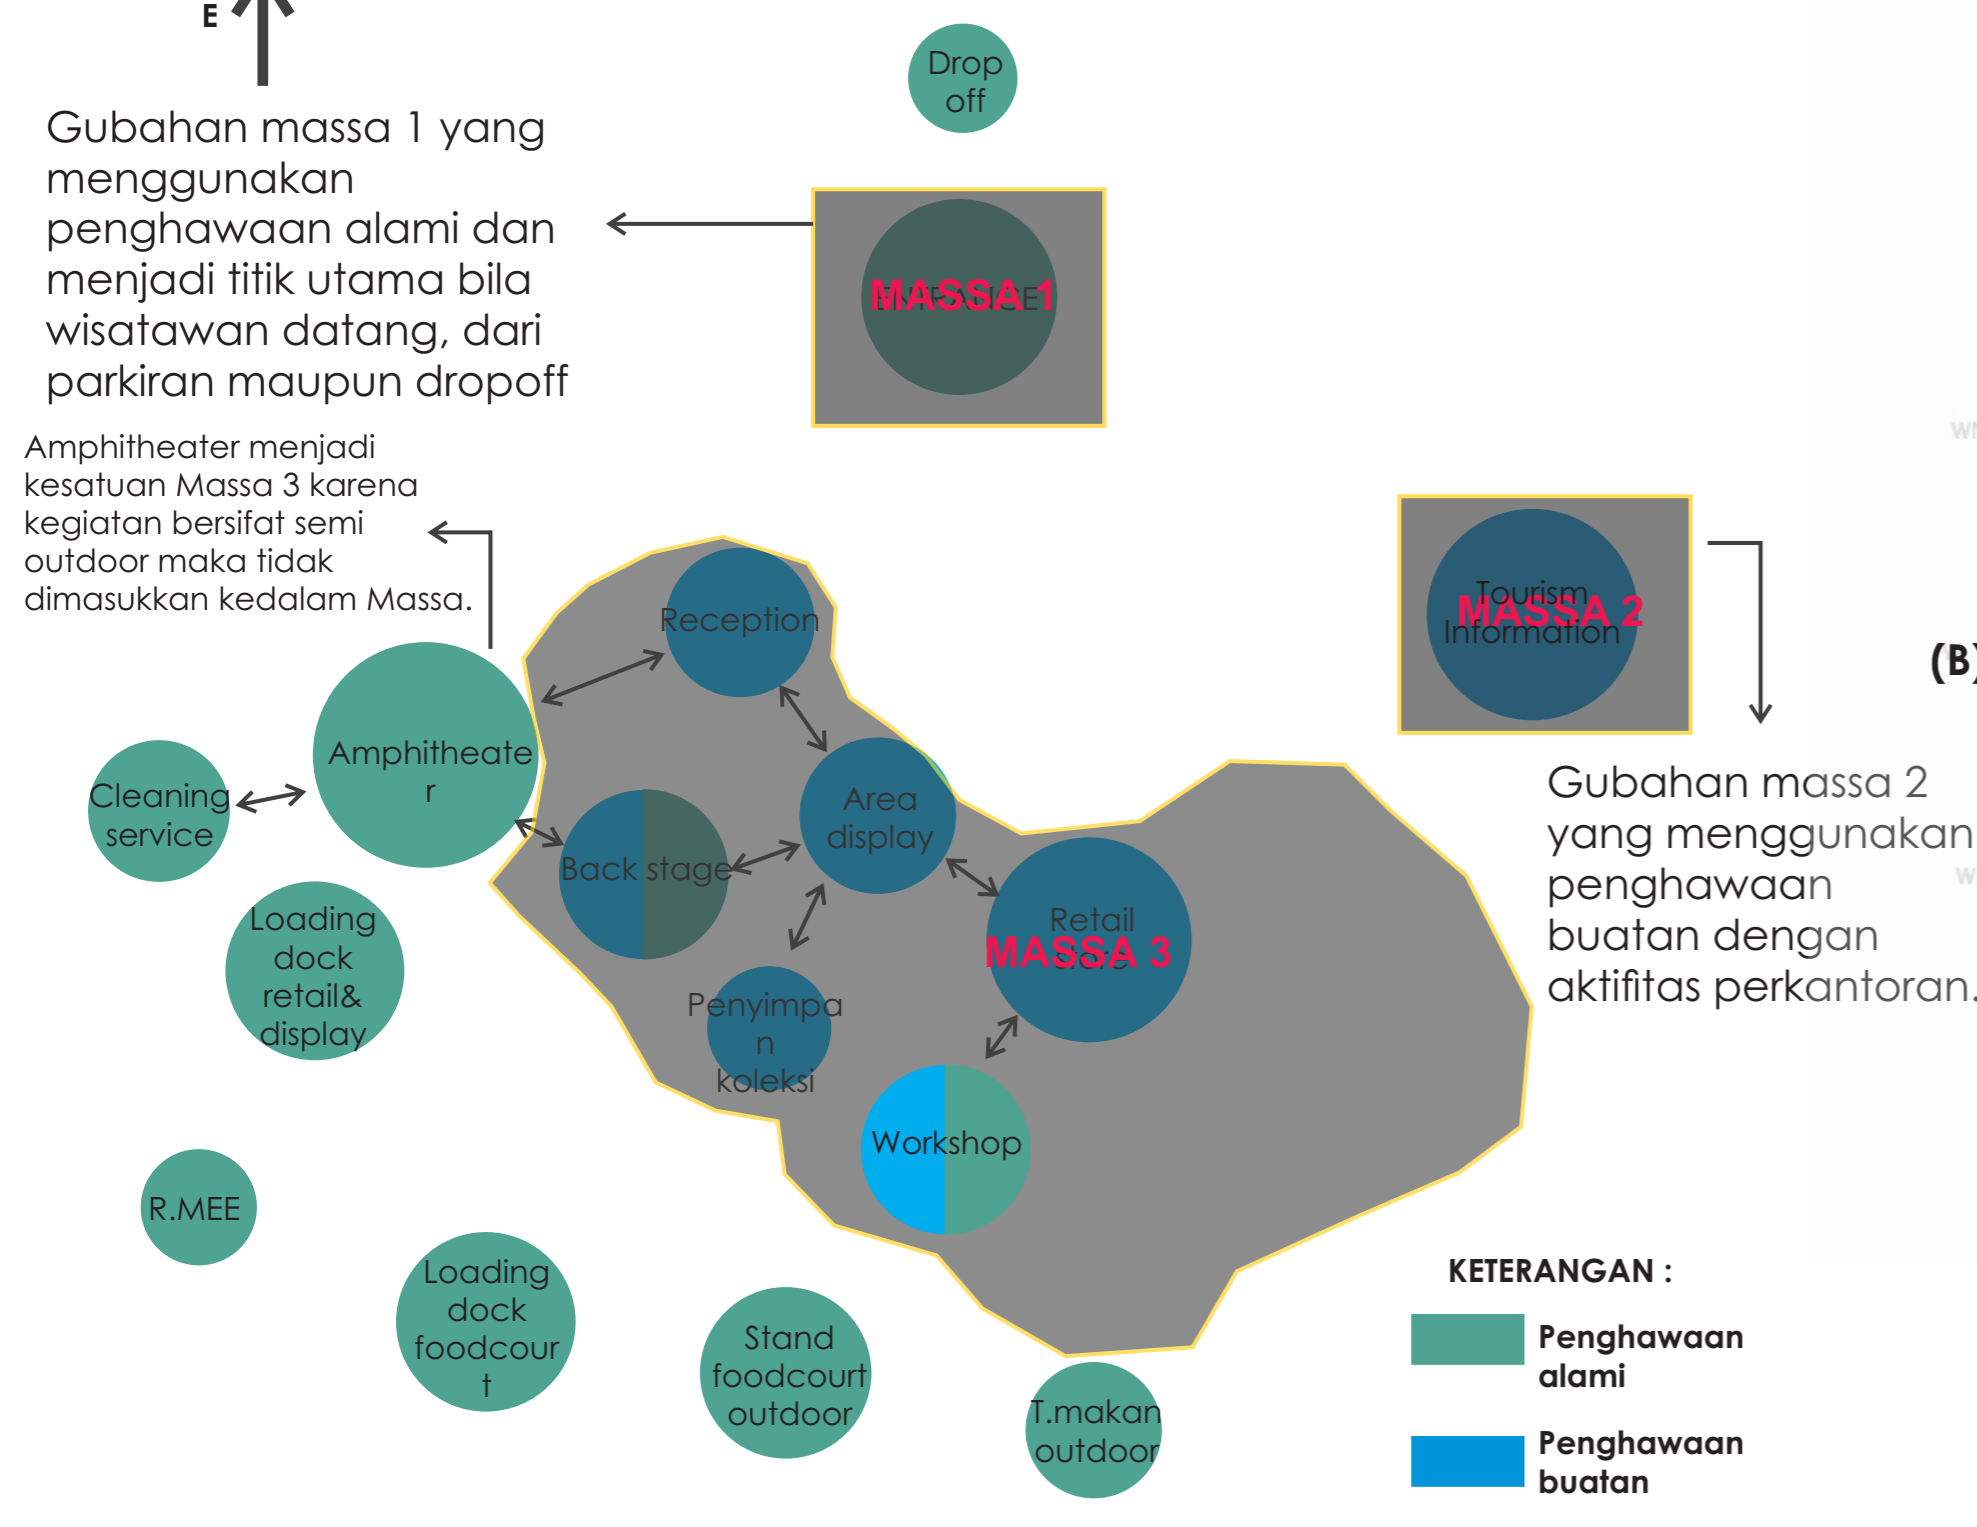 E
Drop
off
Gubahan massa 1 yang
menggunakan
penghawaan alami dan
menjadi titik utama bila
wisatawan datang, dari
parkiran maupun dropoff
ENTRANCE
MASSA 1
Amphitheater menjadi
kesatuan Massa 3 karena
kegiatan bersifat semi
outdoor maka tidak
dimasukkan kedalam Massa.
Tourism
Information
MASSA 2
(B)
Gubahan massa 2
yang menggunakan
penghawaan
buatan dengan
aktifitas perkantoran.
Reception
Amphitheate
r
Cleaning
service
Area
display
Back stage
Loading
dock
retail&
display
Retail
store
MASSA 3
Penyimpa
n
koleksi
Workshop
R.MEE
Loading
dock
foodcour
t
Stand
foodcourt
outdoor
T.makan
outdoor
KETERANGAN :
Penghawaan
alami
Penghawaan
buatan